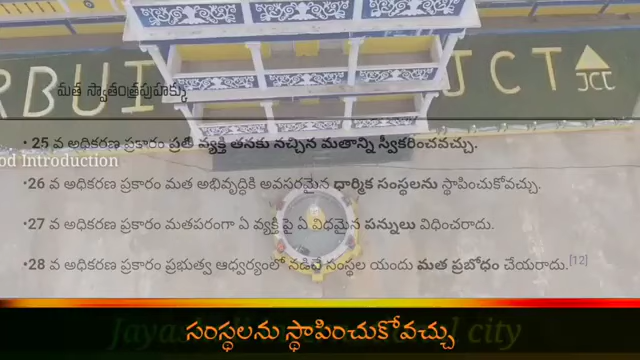 RBUI JCT
JCT
మత స్వాతంత్రపుహక్కు
• 25 వ అధికరణ ప్రకారం ప్రతి వ్యక్తి తనకు నచ్చిన మతాన్ని స్వీకరించవచ్చు.
od Introduction
•26 వ అధికరణ ప్రకారం మత అభివృద్ధికి అవసరమైన ధార్మిక సంస్థలను స్థాపించుకోవచ్చు.
•27 వ అధికరణ ప్రకారం మతపరంగా ఏ వ్యక్తి పై ఏ విధమైన పన్నులు విధించరాదు.
•28 వ అధికరణ ప్రకారం ప్రభుత్వ ఆధ్వర్యంలో నడిచే సంస్థల యందు మత ప్రబోధం చేయరాదు.[12]
సంస్థలను స్థాపించుకోవచ్చు
city